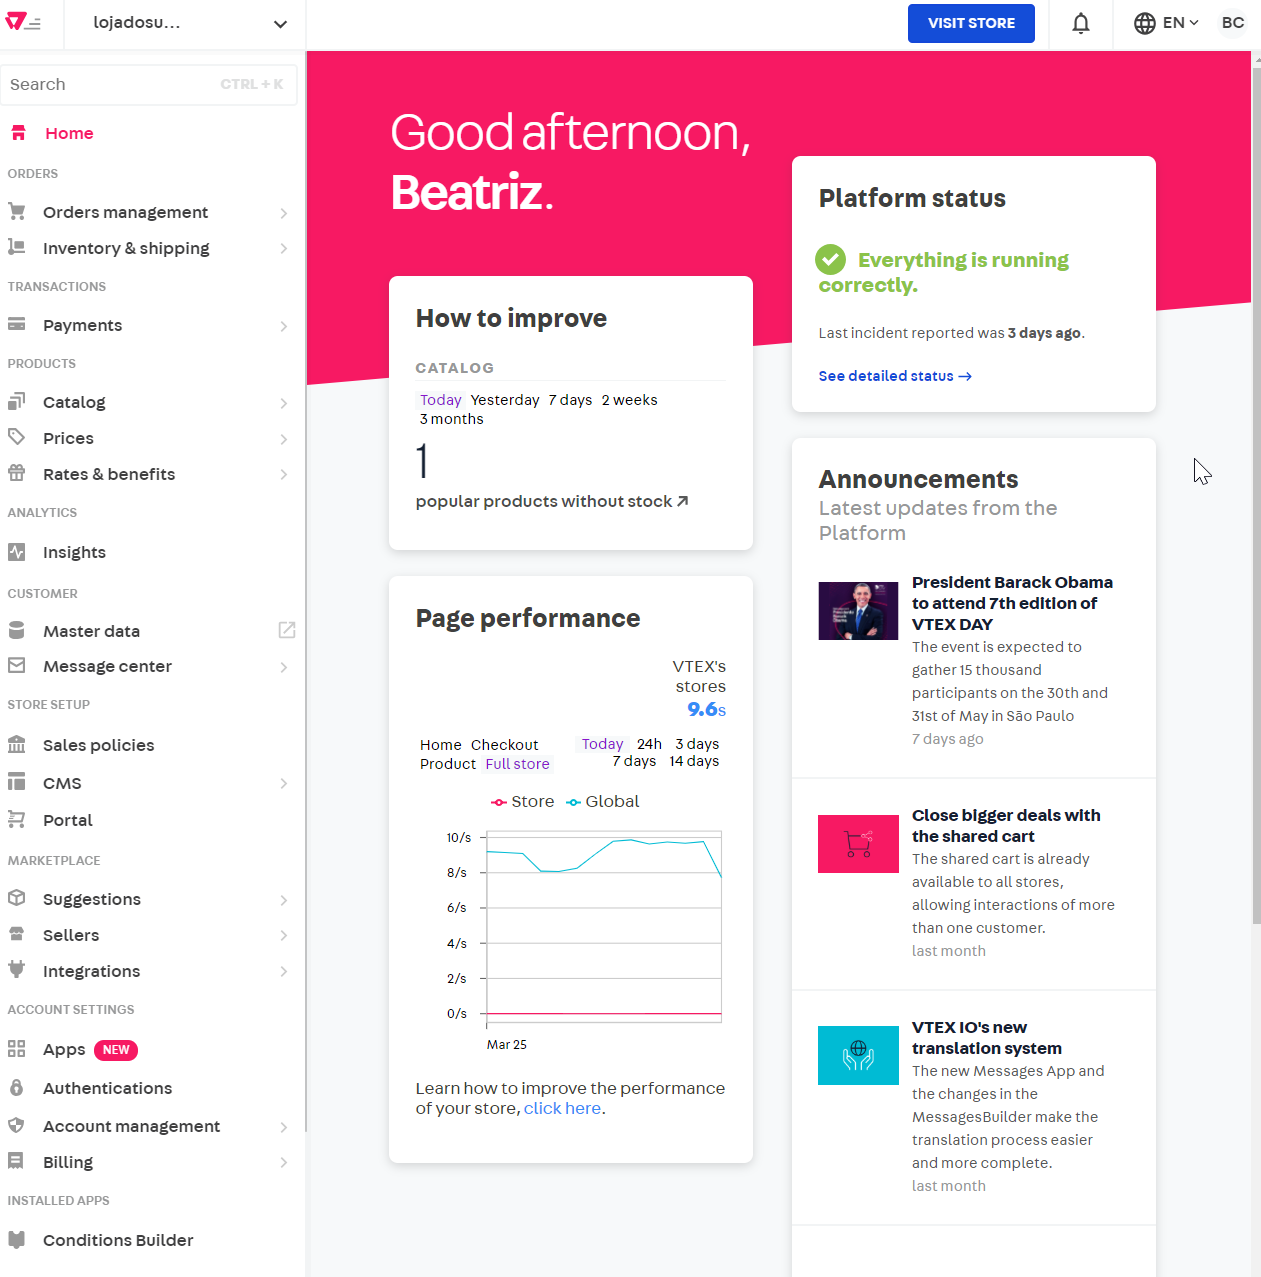 lojadosu...
VISIT STORE
EN
BC
Search CTRL + K
Home
ORDERS
Orders management
Inventory & shipping
TRANSACTIONS
Payments
PRODUCTS
Catalog
Prices
Rates & benefits
ANALYTICS
Insights
CUSTOMER
Master data
Message center
STORE SETUP
Sales policies
CMS
Portal
MARKETPLACE
Suggestions
Sellers
Integrations
ACCOUNT SETTINGS
Apps NEW
Authentications
Account management
Billing
INSTALLED APPS
Conditions Builder
Good afternoon,
Beatriz.
How to improve
CATALOG
Today Yesterday 7 days 2 weeks
3 months
1
popular products without stock
Page performance
VTEX's
stores
9.6s
Home Checkout
Product Full store
Today 24h 3 days
7 days 14 days
Store Global
10/s
8/s
6/s
4/s
2/s
0/s
Mar 25
Learn how to improve the performance
of your store, click here.
Platform status
Everything is running
correctly.
Last incident reported was 3 days ago.
See detailed status →
Announcements
Latest updates from the
Platform
President Barack Obama
to attend 7th edition of
VTEX DAY
The event is expected to
gather 15 thousand
participants on the 30th and
31st of May in São Paulo
7 days ago
Close bigger deals with
the shared cart
The shared cart is already
available to all stores,
allowing interactions of more
than one customer.
last month
VTEX IO's new
translation system
The new Messages App and
the changes in the
MessagesBuilder make the
translation process easier
and more complete.
last month